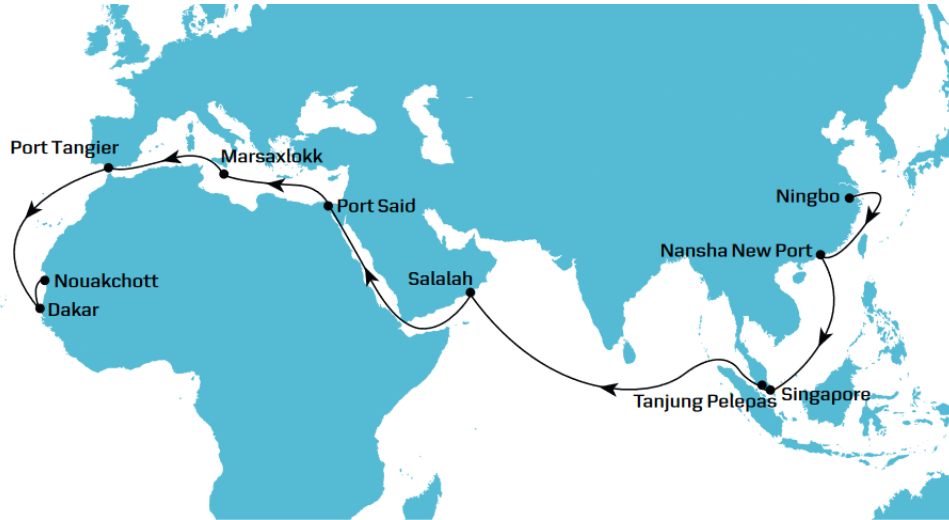 Port Tangier
Marsaxlokk
Ningbo
Port Said
Nansha New Port
Salalah
Nouakchott
Dakar
Singapore
Tanjung Pelepas